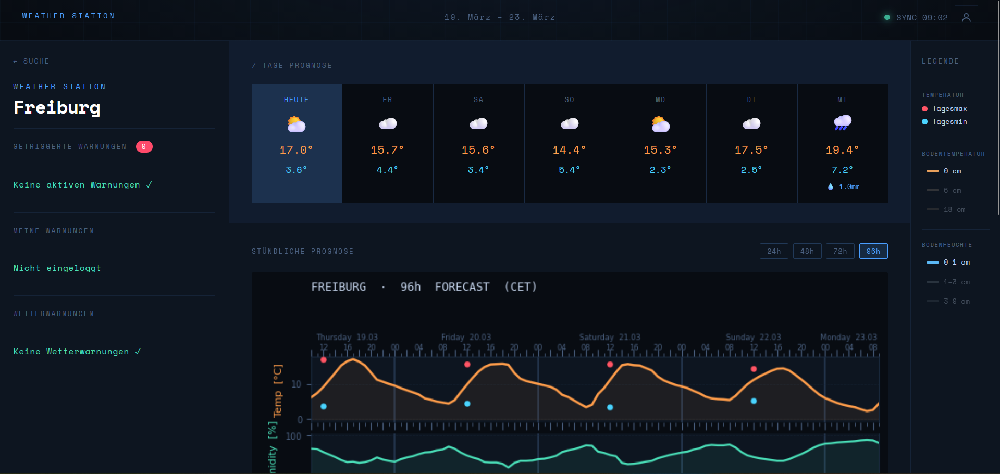 WEATHER STATION
19. März – 23. März
SYNC 09:02
← SUCHE
WEATHER STATION
Freiburg
GETRIGGERTE WARNUNGEN 0
Keine aktiven Warnungen ✓
MEINE WARNUNGEN
Nicht eingeloggt
WETTERWARNUNGEN
Keine Wetterwarnungen ✓
7-TAGE PROGNOSE
HEUTE FR SA SO MO DI MI
17.0° 15.7° 15.6° 14.4° 15.3° 17.5° 19.4°
3.6° 4.4° 3.4° 5.4° 2.3° 2.5° 7.2°
1.0mm
STÜNDLICHE PROGNOSE
24h 48h 72h 96h
FREIBURG · 96h FORECAST (CET)
Thursday 19.03 Friday 20.03 Saturday 21.03 Sunday 22.03 Monday 23.03
12 16 20 00 04 08 12 16 20 00 04 08 12 16 20 00 04 08 12 16 20 00 04 08
Temp [°C]
10
0
100
midity [%]
LEGENDE
TEMPERATUR
Tagesmax
Tagesmin
BODENTEMPERATUR
0 cm
6 cm
18 cm
BODENFEUCHTE
0–1 cm
1–3 cm
3–9 cm